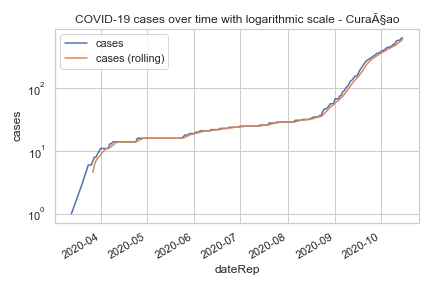 COVID-19 cases over time with logarithmic scale - CuraÃ§ao
cases
cases (rolling)
10²
10¹
10⁰
cases
2020-04
2020-05
2020-06
2020-07
2020-08
2020-09
2020-10
dateRep